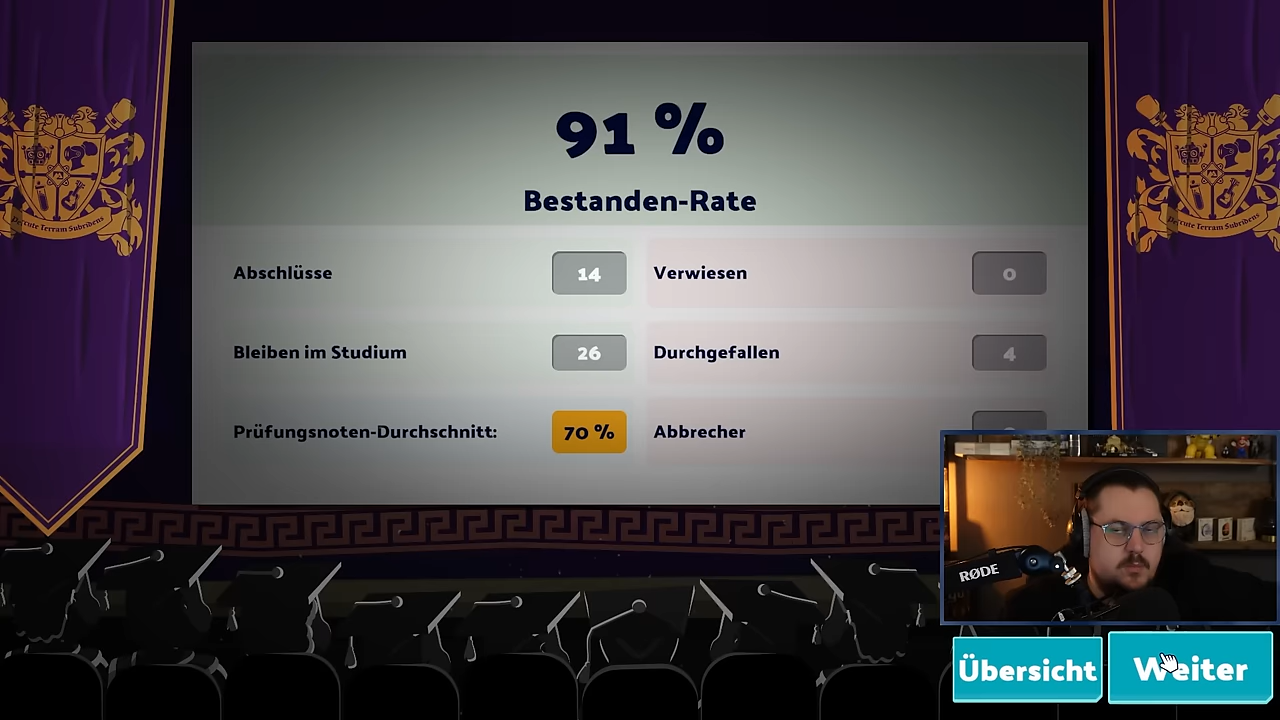 91 %
Bestanden-Rate
Abschlüsse 14 Verwiesen 0
Bleiben im Studium 26 Durchgefallen 4
Prüfungsnoten-Durchschnitt: 70 % Abbrecher
RØDE
Übersicht Weiter